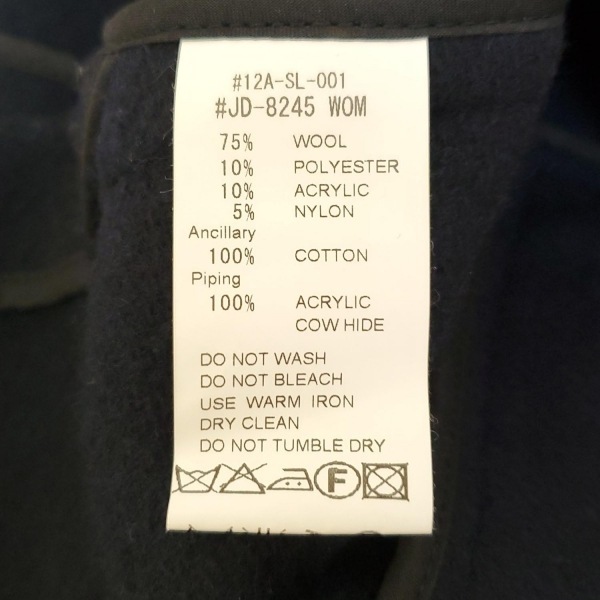 #12A-SL-001
#JD-8245 WOM
75% WOOL
10% POLYESTER
10% ACRYLIC
5% NYLON
Ancillary
100% COTTON
Piping
100% ACRYLIC
COW HIDE
DO NOT WASH
DO NOT BLEACH
USE WARM IRON
DRY CLEAN
DO NOT TUMBLE DRY
F